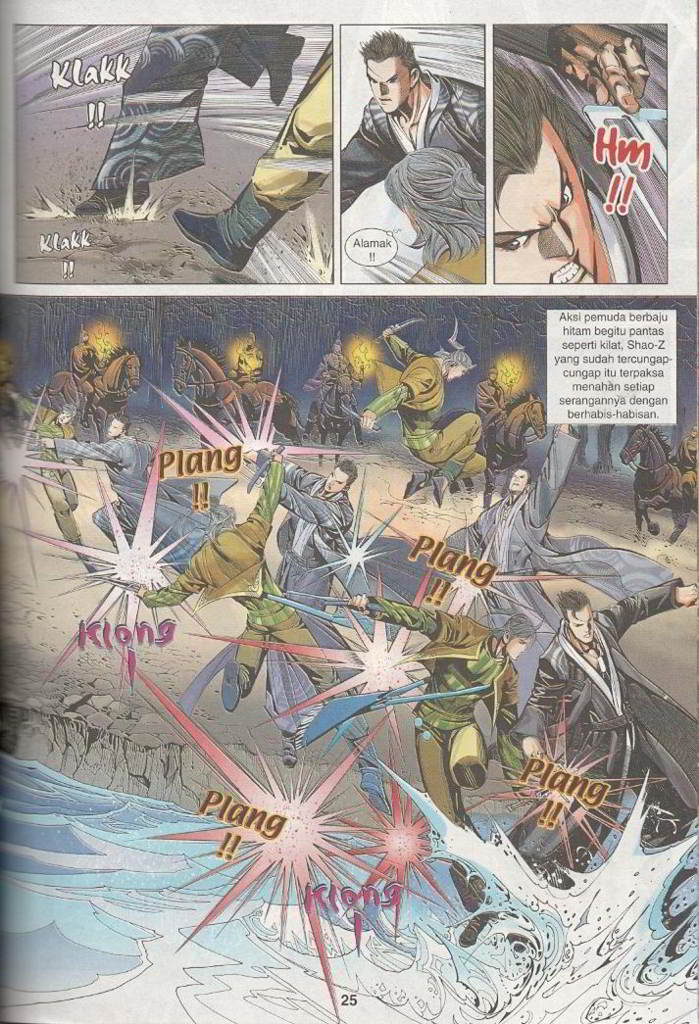 Klakk
!!
Klakk
!!
Alamak
!!
Hm
!!
Aksi pemuda berbaju
hitam begitu pantas
seperti kilat, Shao-Z
yang sudah tercungap-
cungap itu terpaksa
menahan setiap
serangannya dengan
berhabis-habisan.
Plang
!!
Plang
!!
Klong
!
Plang
!!
Plang
!!
Klong
!
25